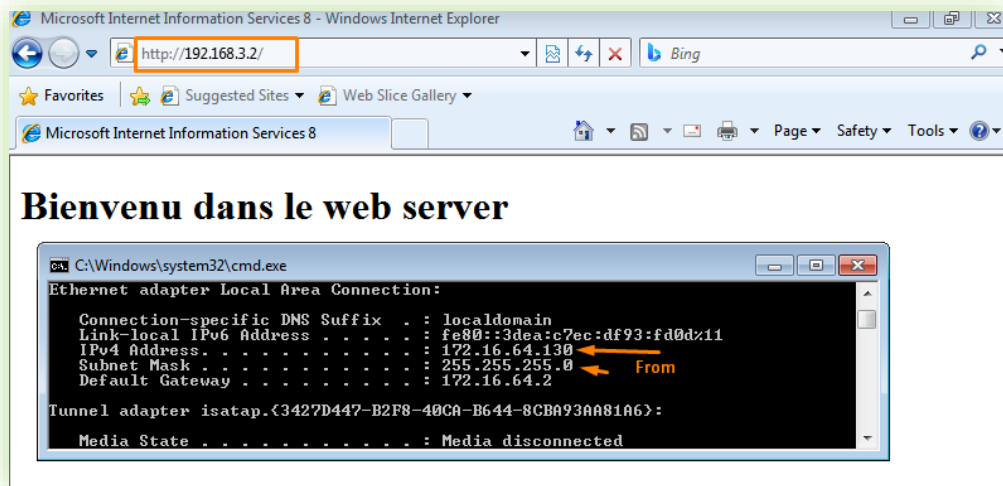 Microsoft Internet Information Services 8 - Windows Internet Explorer
http://192.168.3.2/
Bing
Favorites Suggested Sites Web Slice Gallery
Microsoft Internet Information Services 8 Page Safety Tools
Bienvenu dans le web server
C:\Windows\system32\cmd.exe
Ethernet adapter Local Area Connection:
Connection-specific DNS Suffix . : localdomain
Link-local IPv6 Address . . . . . : fe80::3dea:c7ec:df93:fd0d%11
IPv4 Address. . . . . . . . . . . : 172.16.64.130
Subnet Mask . . . . . . . . . . . : 255.255.255.0 From
Default Gateway . . . . . . . . . : 172.16.64.2
Tunnel adapter isatap.{3427D447-B2F8-40CA-B644-8CBA93AA81A6}:
Media State . . . . . . . . . . . : Media disconnected